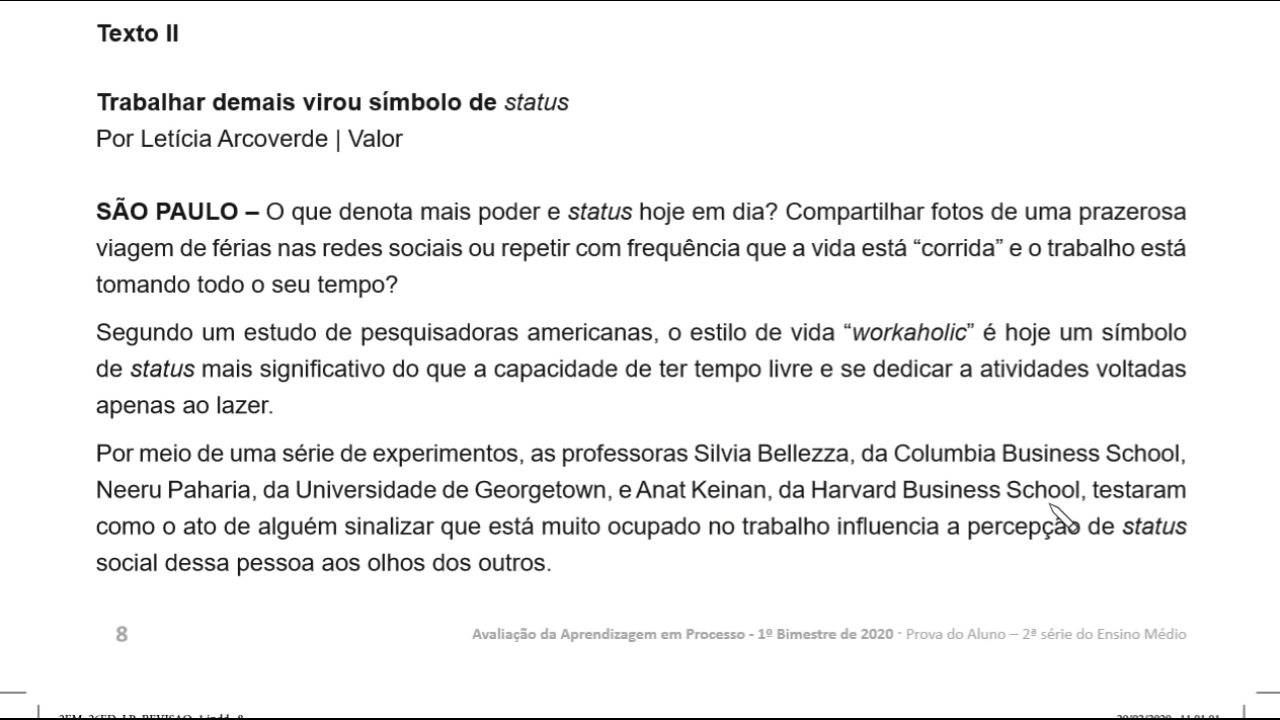 Texto II
Trabalhar demais virou símbolo de status
Por Letícia Arcoverde | Valor
SÃO PAULO – O que denota mais poder e status hoje em dia? Compartilhar fotos de uma prazerosa
viagem de férias nas redes sociais ou repetir com frequência que a vida está “corrida” e o trabalho está
tomando todo o seu tempo?
Segundo um estudo de pesquisadoras americanas, o estilo de vida “workaholic” é hoje um símbolo
de status mais significativo do que a capacidade de ter tempo livre e se dedicar a atividades voltadas
apenas ao lazer.
Por meio de uma série de experimentos, as professoras Silvia Bellezza, da Columbia Business School,
Neeru Paharia, da Universidade de Georgetown, e Anat Keinan, da Harvard Business School, testaram
como o ato de alguém sinalizar que está muito ocupado no trabalho influencia a percepção de status
social dessa pessoa aos olhos dos outros.
8 Avaliação da Aprendizagem em Processo - 1º Bimestre de 2020 · Prova do Aluno – 2ª série do Ensino Médio